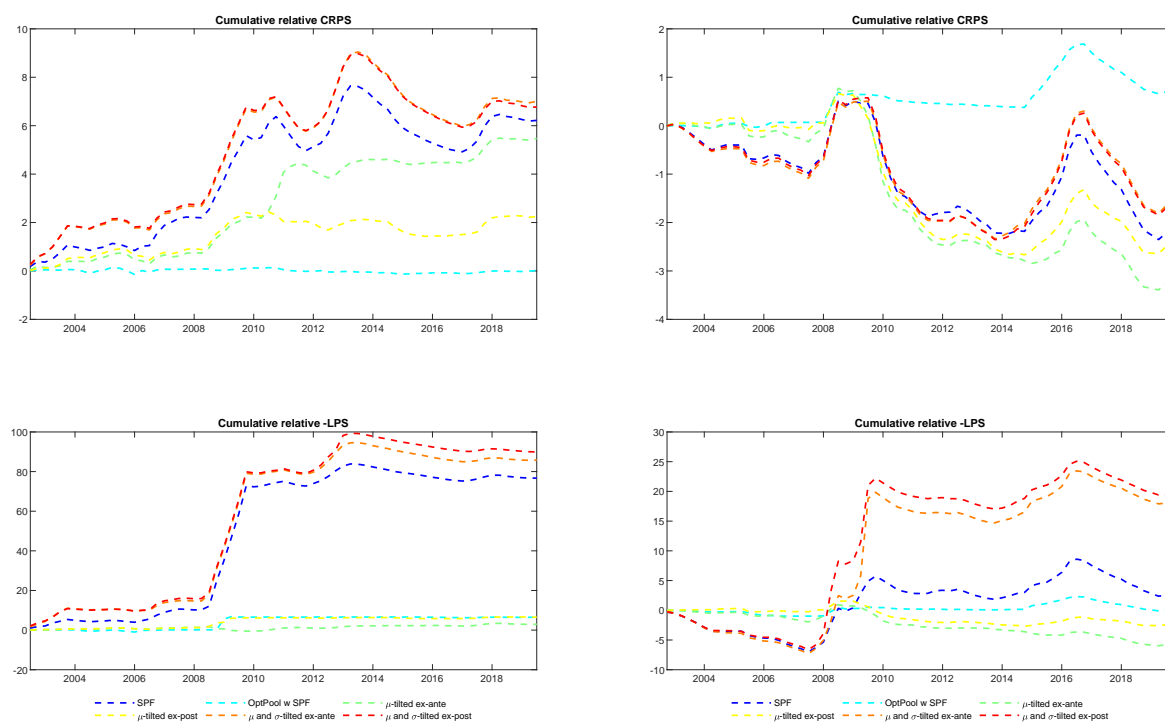 Cumulative relative CRPS
10
8
6
4
2
0
-2
2004 2006 2008 2010 2012 2014 2016 2018
Cumulative relative CRPS
2
1
0
-1
-2
-3
-4
2004 2006 2008 2010 2012 2014 2016 2018
Cumulative relative -LPS
100
80
60
40
20
0
-20
2004 2006 2008 2010 2012 2014 2016 2018
Cumulative relative -LPS
30
25
20
15
10
5
0
-5
-10
2004 2006 2008 2010 2012 2014 2016 2018
SPF OptPool w SPF μ-tilted ex-ante
μ-tilted ex-post μ and σ-tilted ex-ante μ and σ-tilted ex-post
SPF OptPool w SPF μ-tilted ex-ante
μ-tilted ex-post μ and σ-tilted ex-ante μ and σ-tilted ex-post